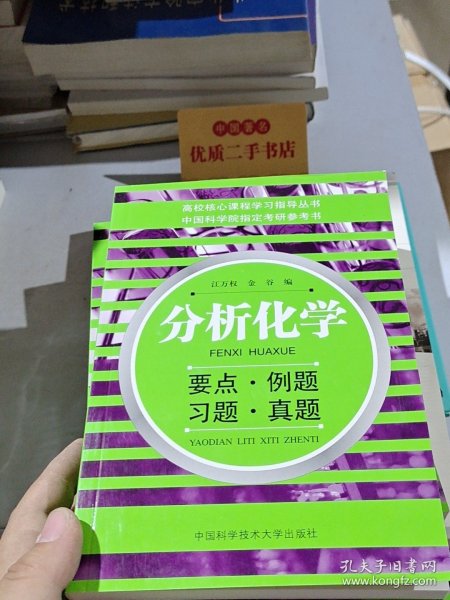 中国著名
优质二手书店
高校核心课程学习指导丛书
中国科学院指定考研参考书
江万权 金谷 编
分析化学
FENXI HUAXUE
要点·例题
习题·真题
YAODIAN LITI XITI ZHENTI
中国科学技术大学出版社
孔夫子旧书网
www.kongfz.com